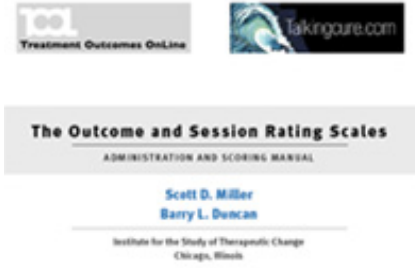 TOOL
Treatment Outcomes OnLine
Talkingcure.com
The Outcome and Session Rating Scales
ADMINISTRATION AND SCORING MANUAL
Scott D. Miller
Barry L. Duncan
Institute for the Study of Therapeutic Change
Chicago, Illinois